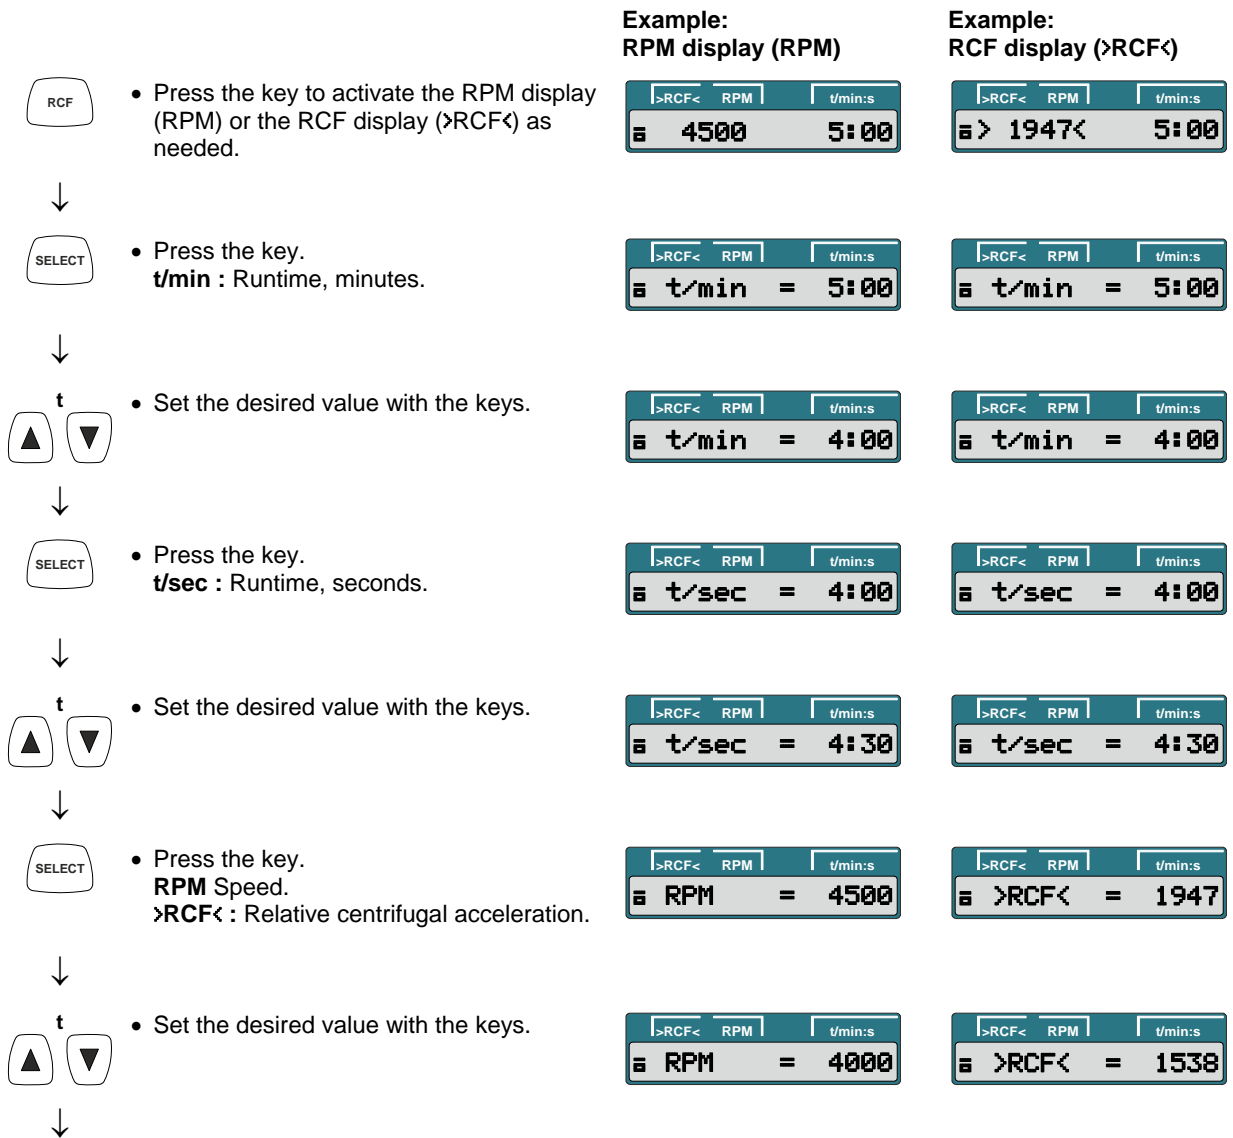 Example:
RPM display (RPM)
Example:
RCF display (>RCF<)
RCF
• Press the key to activate the RPM display
(RPM) or the RCF display (>RCF<) as
needed.
>RCF< RPM t/min:s
4500 5:00
>RCF< RPM t/min:s
> 1947< 5:00
↓
SELECT
• Press the key.
t/min : Runtime, minutes.
>RCF< RPM t/min:s
t/min = 5:00
>RCF< RPM t/min:s
t/min = 5:00
↓
t
▲ ▼
• Set the desired value with the keys.
>RCF< RPM t/min:s
t/min = 4:00
>RCF< RPM t/min:s
t/min = 4:00
↓
SELECT
• Press the key.
t/sec : Runtime, seconds.
>RCF< RPM t/min:s
t/sec = 4:00
>RCF< RPM t/min:s
t/sec = 4:00
↓
t
▲ ▼
• Set the desired value with the keys.
>RCF< RPM t/min:s
t/sec = 4:30
>RCF< RPM t/min:s
t/sec = 4:30
↓
SELECT
• Press the key.
RPM Speed.
>RCF< : Relative centrifugal acceleration.
>RCF< RPM t/min:s
RPM = 4500
>RCF< RPM t/min:s
>RCF< = 1947
↓
t
▲ ▼
• Set the desired value with the keys.
>RCF< RPM t/min:s
RPM = 4000
>RCF< RPM t/min:s
>RCF< = 1538
↓